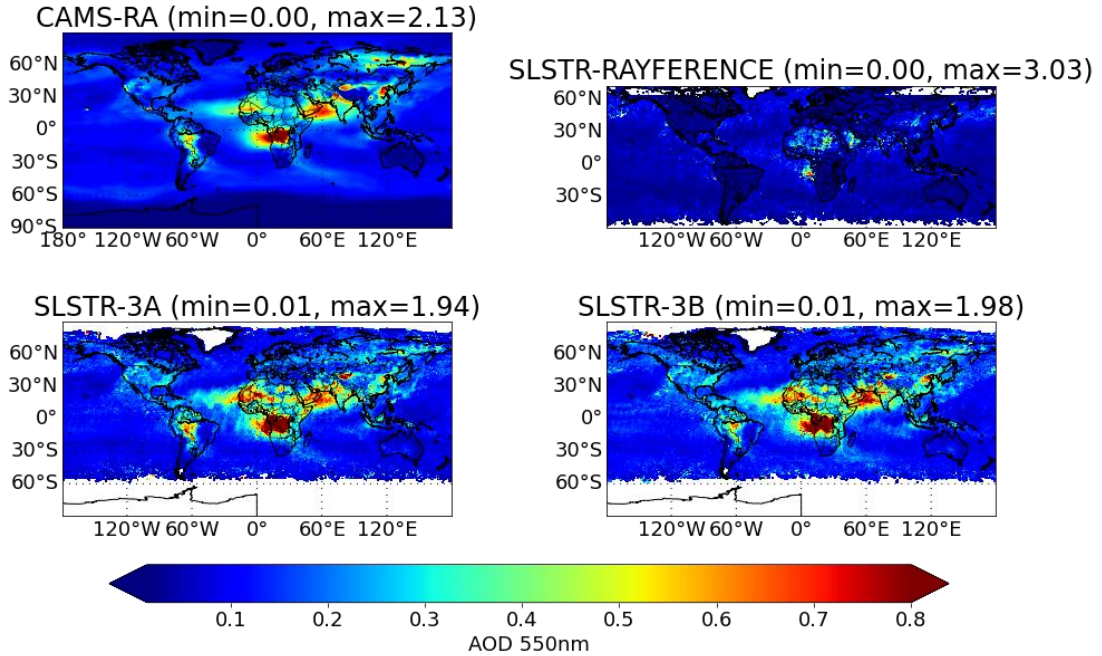 CAMS-RA (min=0.00, max=2.13)
60°N
30°N
0°
30°S
60°S
90°S
180° 120°W 60°W 0° 60°E 120°E
SLSTR-RAYFERENCE (min=0.00, max=3.03)
60°N
30°N
0°
30°S
120°W 60°W 0° 60°E 120°E
SLSTR-3A (min=0.01, max=1.94)
60°N
30°N
0°
30°S
60°S
120°W 60°W 0° 60°E 120°E
SLSTR-3B (min=0.01, max=1.98)
60°N
30°N
0°
30°S
60°S
120°W 60°W 0° 60°E 120°E
0.1 0.2 0.3 0.4 0.5 0.6 0.7 0.8
AOD 550nm